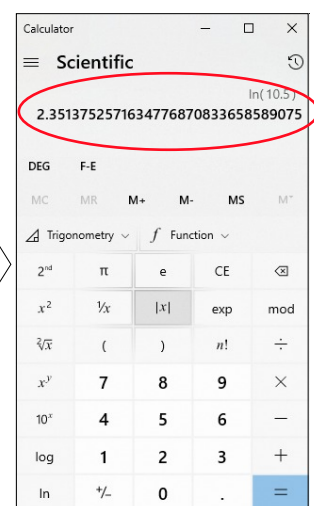 Calculator
Scientific
ln( 10.5 )
2.3513752571634776870833658589075
DEG F-E
MC MR M+ M- MS M˅
Trigonometry f Function
2ⁿᵈ π e CE
x² ¹/x |x| exp mod
²√x ( ) n! ÷
xʸ 7 8 9 ×
10ˣ 4 5 6 −
log 1 2 3 +
ln +/− 0 . =